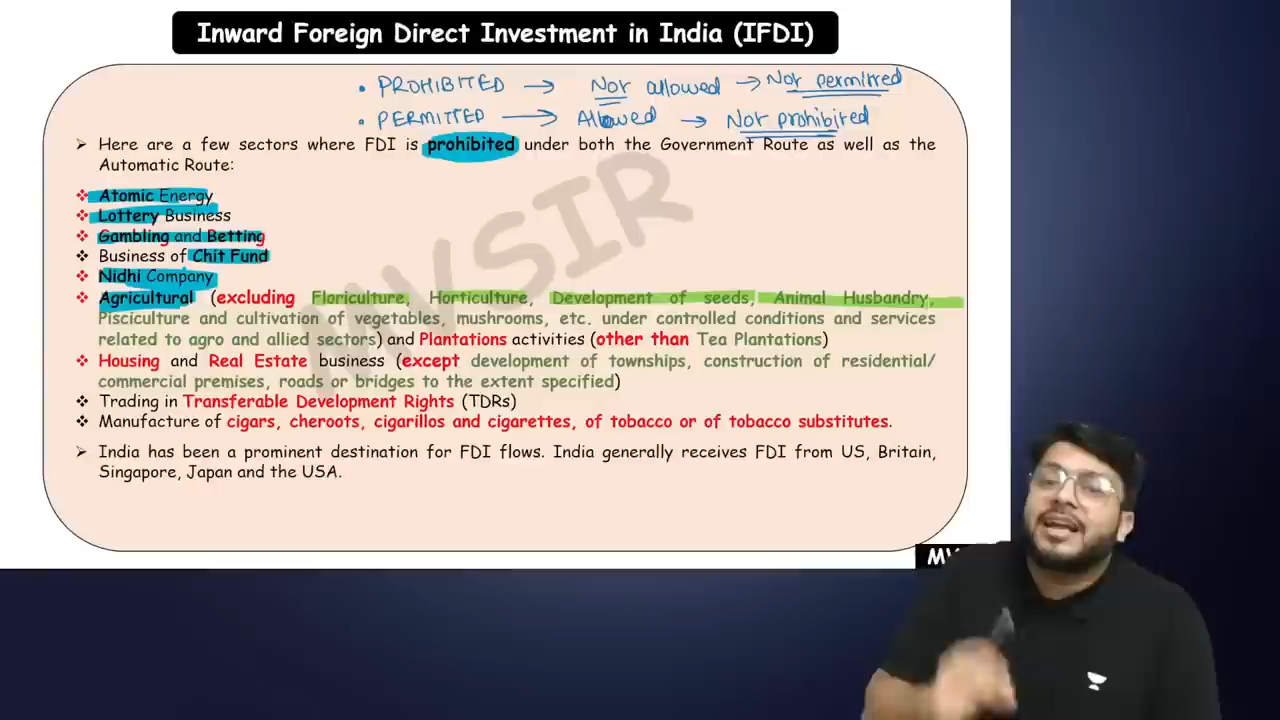 Inward Foreign Direct Investment in India (IFDI)
• PROHIBITED → Not allowed → Not permitted
• PERMITTED → Allowed → Not prohibited
➢ Here are a few sectors where FDI is prohibited under both the Government Route as well as the
Automatic Route:
❖ Atomic Energy
❖ Lottery Business
❖ Gambling and Betting
❖ Business of Chit Fund
❖ Nidhi Company
❖ Agricultural (excluding Floriculture, Horticulture, Development of seeds, Animal Husbandry,
Pisciculture and cultivation of vegetables, mushrooms, etc. under controlled conditions and services
related to agro and allied sectors) and Plantations activities (other than Tea Plantations)
❖ Housing and Real Estate business (except development of townships, construction of residential/
commercial premises, roads or bridges to the extent specified)
❖ Trading in Transferable Development Rights (TDRs)
❖ Manufacture of cigars, cheroots, cigarillos and cigarettes, of tobacco or of tobacco substitutes.
➢ India has been a prominent destination for FDI flows. India generally receives FDI from US, Britain,
Singapore, Japan and the USA.
MVSIR